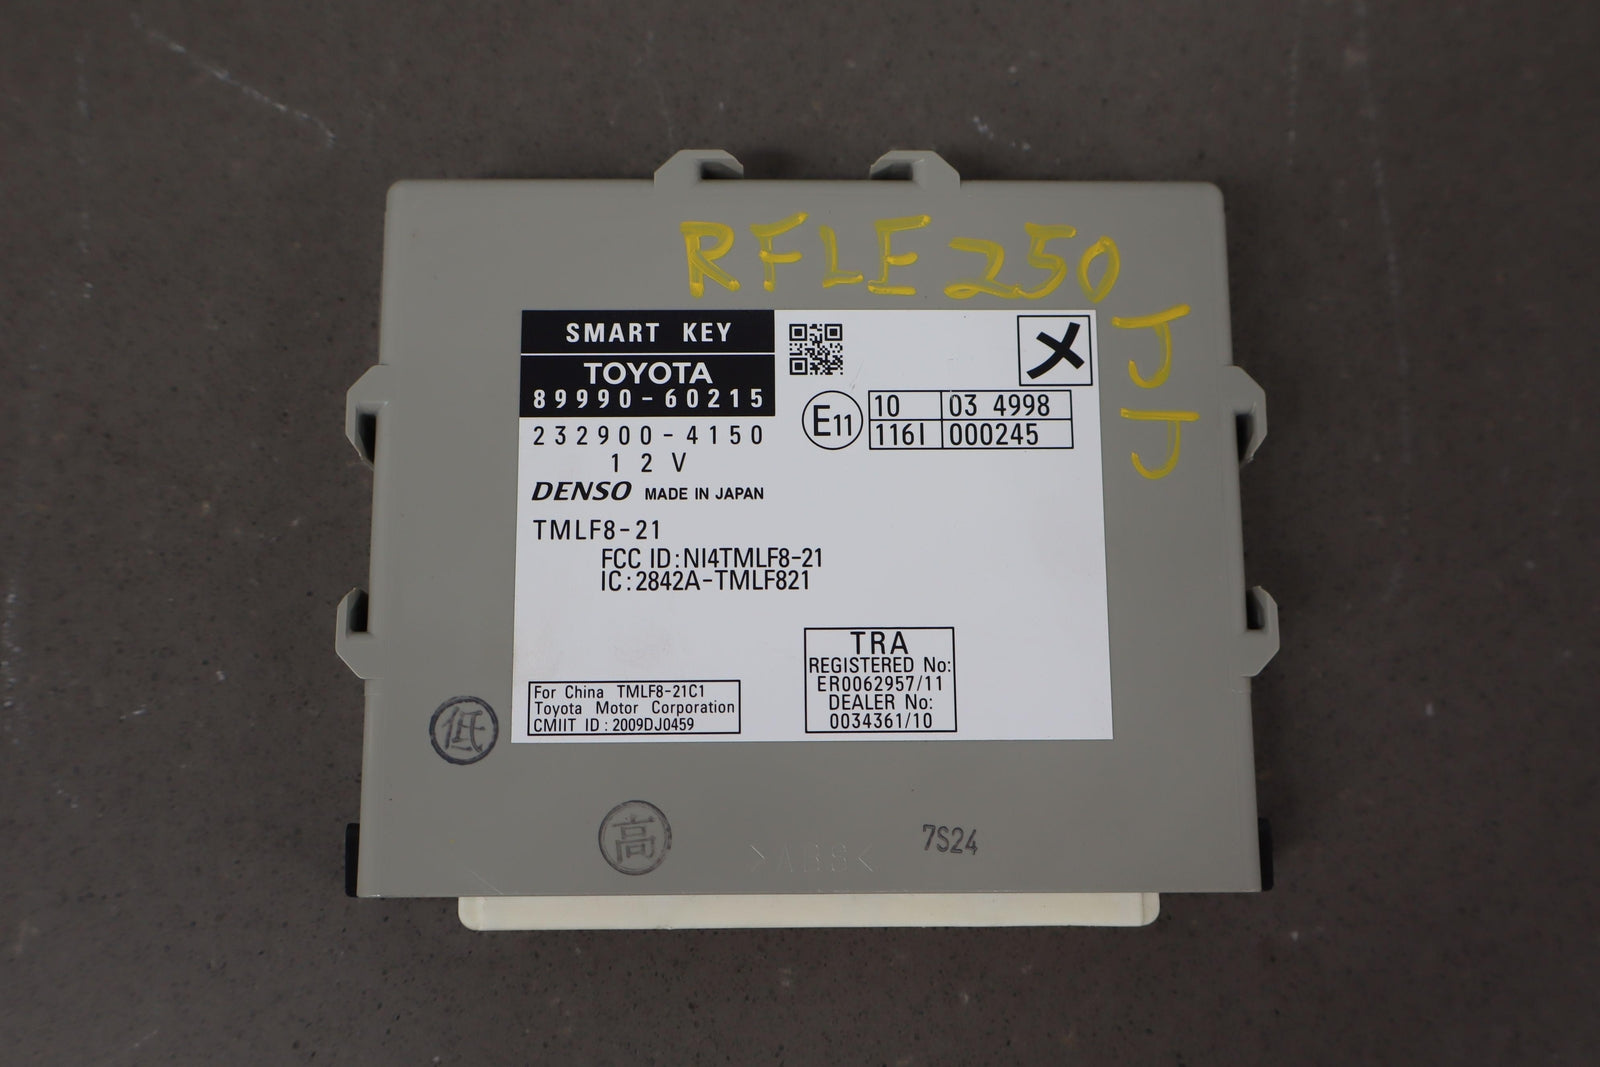 RFLE250
JJ
SMART KEY
TOYOTA
89990-60215
232900-4150
12V
DENSO MADE IN JAPAN
メ
E11
10 03 4998
116I 000245
TMLF8-21
FCC ID:NI4TMLF8-21
IC:2842A-TMLF821
TRA
REGISTERED No:
ER0062957/11
DEALER No:
0034361/10
For China TMLF8-21C1
Toyota Motor Corporation
CMIIT ID:2009DJ0459
低
高
>ABS<
7S24